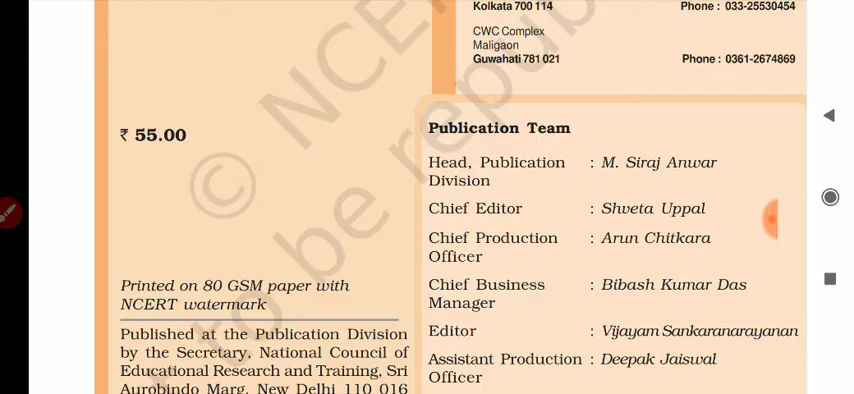 Kolkata 700 114 Phone : 033-25530454
CWC Complex
Maligaon
Guwahati 781 021 Phone : 0361-2674869
₹ 55.00
Printed on 80 GSM paper with
NCERT watermark
Published at the Publication Division
by the Secretary, National Council of
Educational Research and Training, Sri
Aurobindo Marg, New Delhi 110 016
Publication Team
Head, Publication : M. Siraj Anwar
Division
Chief Editor : Shveta Uppal
Chief Production : Arun Chitkara
Officer
Chief Business : Bibash Kumar Das
Manager
Editor : Vijayam Sankaranarayanan
Assistant Production : Deepak Jaiswal
Officer
© NCE
to be repu